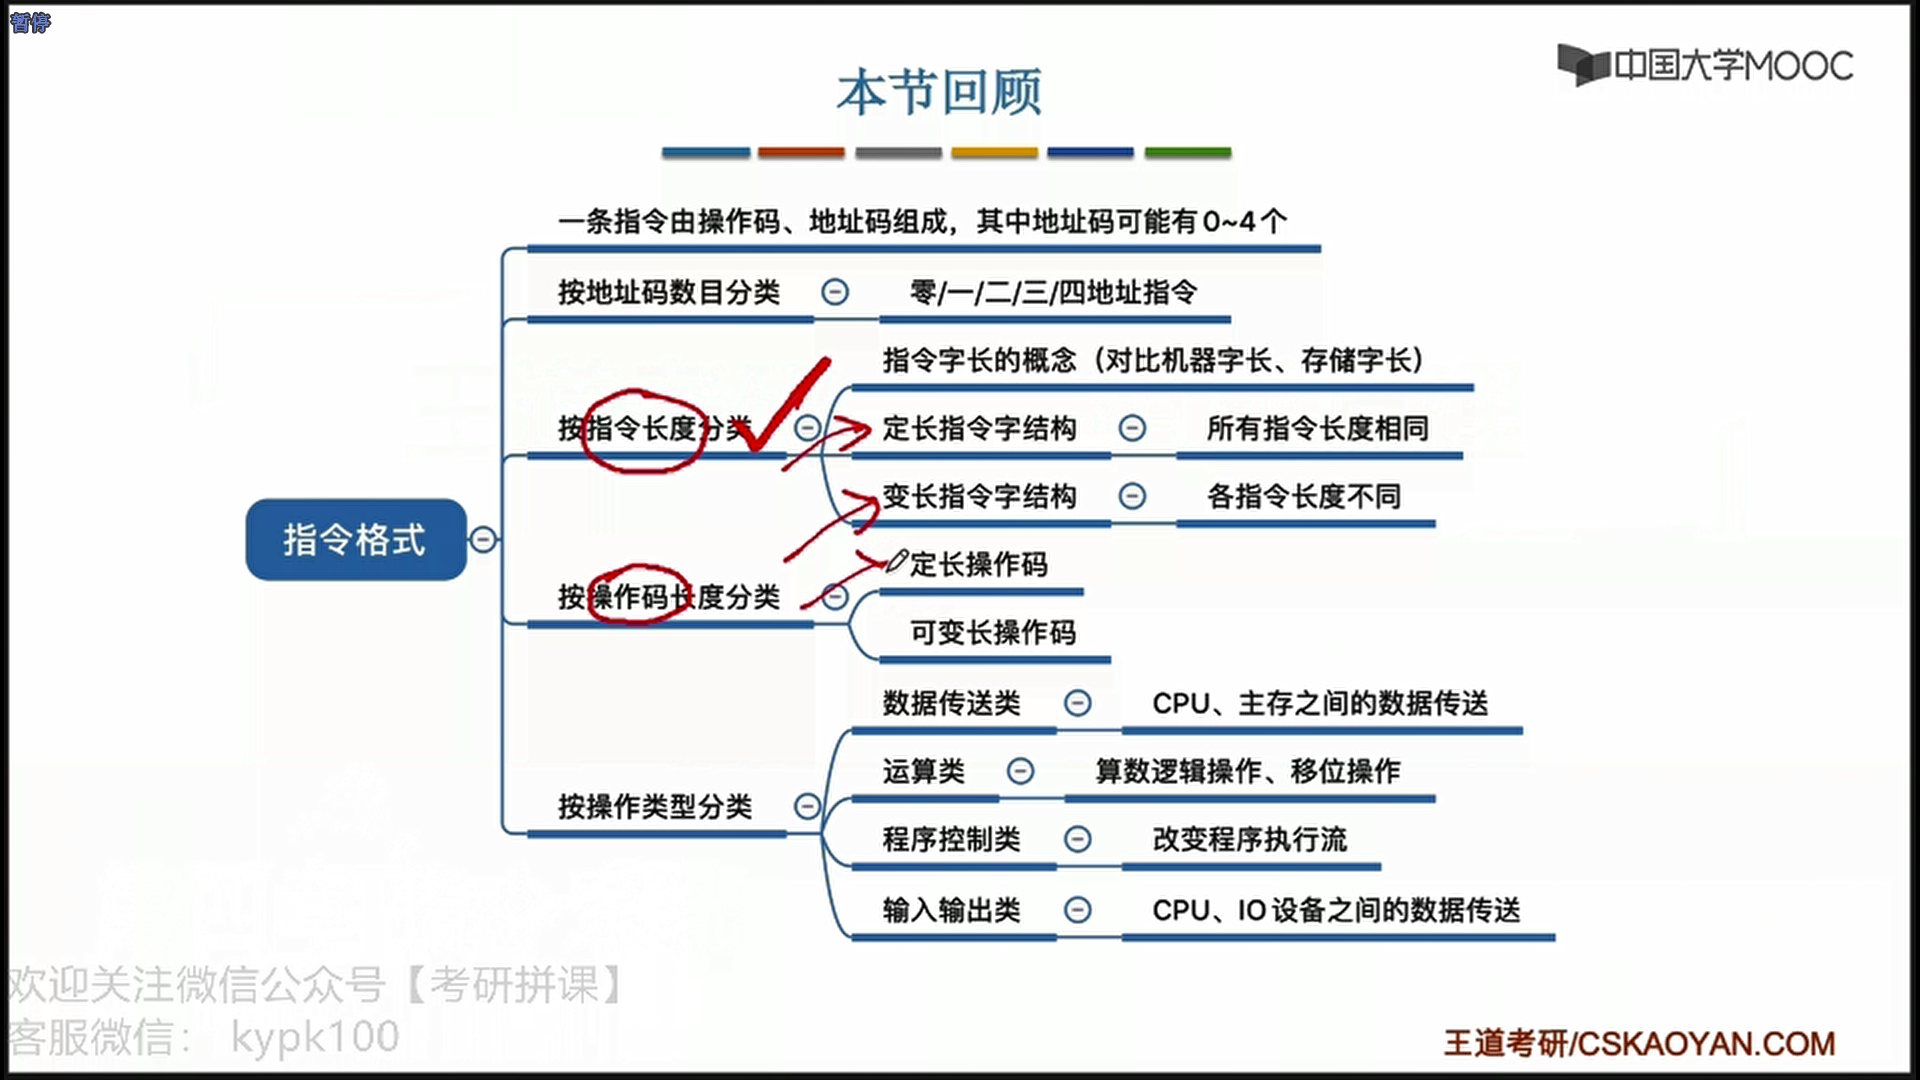 暂停
中国大学MOOC
本节回顾
一条指令由操作码、地址码组成，其中地址码可能有0~4个
按地址码数目分类
零/一/二/三/四地址指令
指令字长的概念（对比机器字长、存储字长）
按指令长度分类
定长指令字结构
所有指令长度相同
变长指令字结构
各指令长度不同
指令格式
按操作码长度分类
定长操作码
可变长操作码
数据传送类
CPU、主存之间的数据传送
运算类
算数逻辑操作、移位操作
按操作类型分类
程序控制类
改变程序执行流
输入输出类
CPU、IO设备之间的数据传送
欢迎关注微信公众号【考研拼课】
客服微信： kypk100
王道考研/CSKAOYAN.COM